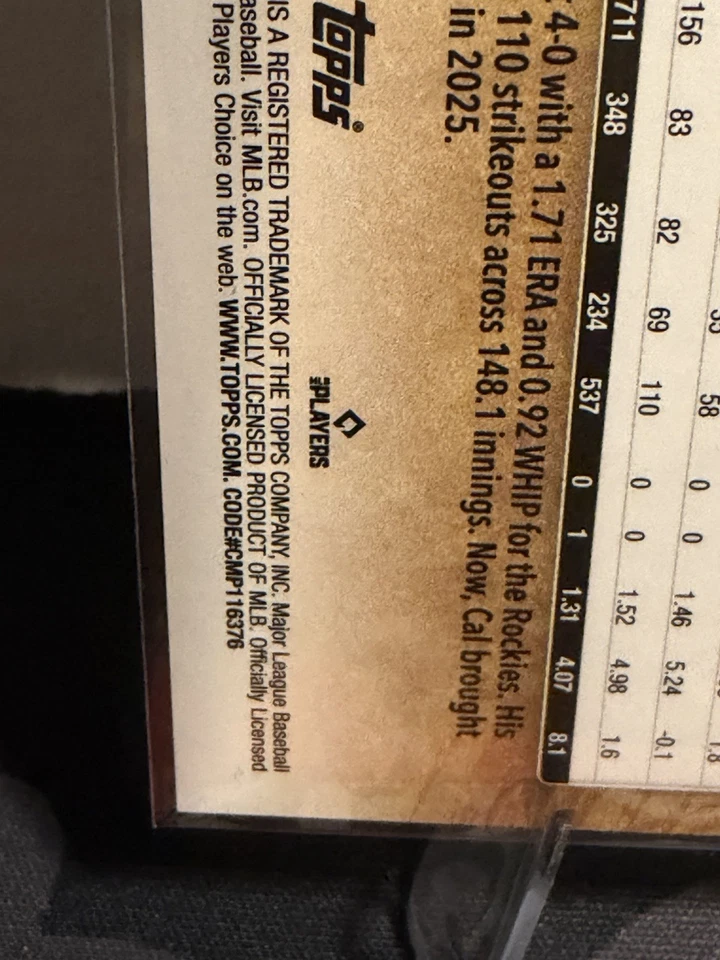 58 0 0 1.8
156 83 82 69 110 0 0 1.46 5.24 -0.1
1.52 4.98 1.6
711 348 325 234 537 0 1 1.31 4.07 8.1
4-0 with a 1.71 ERA and 0.92 WHIP for the Rockies. His
110 strikeouts across 148.1 innings. Now, Cal brought
in 2025.
TOPPS®
MLB PLAYERS
IS A REGISTERED TRADEMARK OF THE TOPPS COMPANY, INC. Major League Baseball
aseball. Visit MLB.com. OFFICIALLY LICENSED PRODUCT OF MLB. Officially Licensed
Players Choice on the web. WWW.TOPPS.COM. CODE#CMP116376